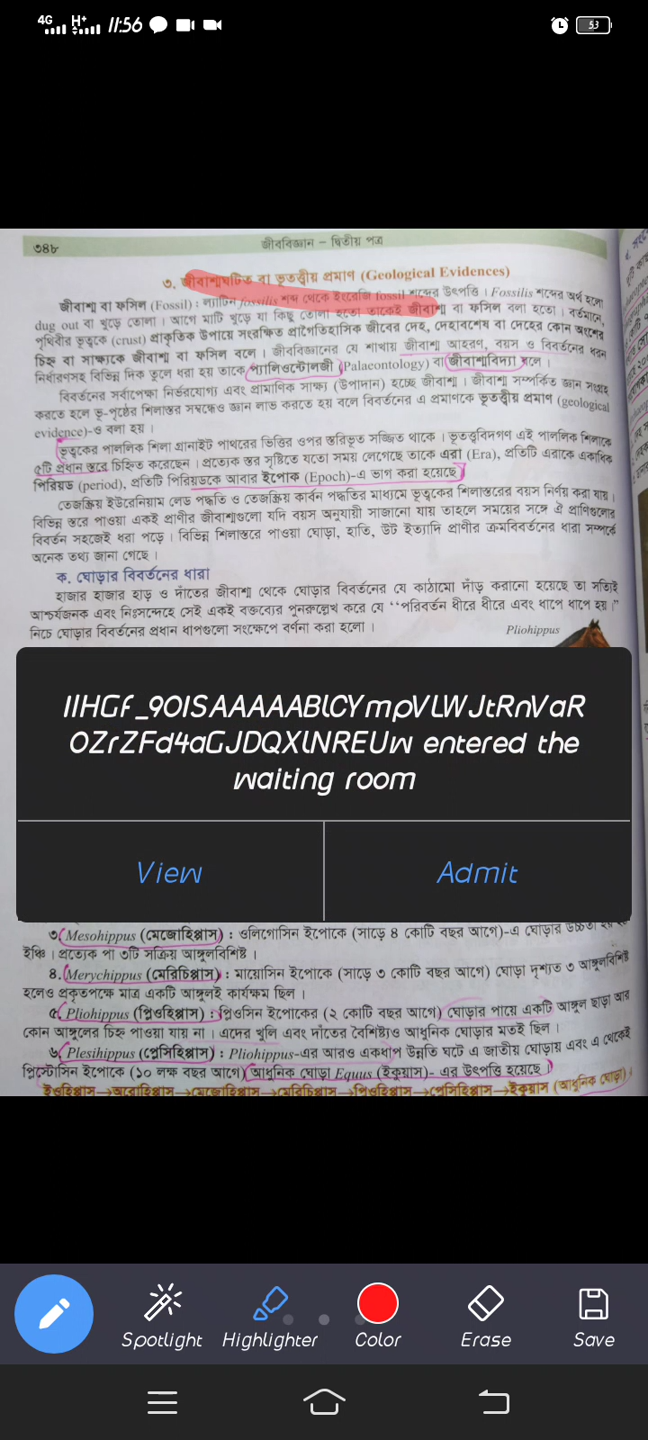 4G H+ 11:56 53
৩৪৮ জীববিজ্ঞান – দ্বিতীয় পত্র
৩. জীবাশ্মঘটিত বা ভূতত্ত্বীয় প্রমাণ (Geological Evidences)
জীবাশ্ম বা ফসিল (Fossil) : ল্যাটিন fossilis শব্দ থেকে ইংরেজি fossil শব্দের উৎপত্তি । Fossilis শব্দের অর্থ হলো
dug out বা খুড়ে তোলা । আগে মাটি খুড়ে যা কিছু তোলা হতো তাকেই জীবাশ্ম বা ফসিল বলা হতো । বর্তমানে,
পৃথিবীর ভূত্বকে (crust) প্রাকৃতিক উপায়ে সংরক্ষিত প্রাগৈতিহাসিক জীবের দেহ, দেহাবশেষ বা দেহের কোন অংশের
চিহ্ন বা সাক্ষ্যকে জীবাশ্ম বা ফসিল বলে । জীববিজ্ঞানের যে শাখায় জীবাশ্ম আহরণ, বয়স ও বিবর্তনের ধরন
নির্ধারণসহ বিভিন্ন দিক তুলে ধরা হয় তাকে প্যালিওন্টোলজী (Palaeontology) বা জীবাশ্মবিদ্যা বলে ।
বিবর্তনের সর্বাপেক্ষা নির্ভরযোগ্য এবং প্রামাণিক সাক্ষ্য (উপাদান) হচ্ছে জীবাশ্ম । জীবাশ্ম সম্পর্কিত জ্ঞান সংগ্রহ
করতে হলে ভূ-পৃষ্ঠের শিলাস্তর সম্বন্ধেও জ্ঞান লাভ করতে হয় বলে বিবর্তনের এ প্রমাণকে ভূতত্ত্বীয় প্রমাণ (geological
evidence)-ও বলা হয় ।
ভূত্বকের পাললিক শিলা গ্রানাইট পাথরের ভিত্তির ওপর স্তরিভূত সজ্জিত থাকে । ভূতত্ত্ববিদগণ এই পাললিক শিলাকে
৫টি প্রধান স্তরে চিহ্নিত করেছেন । প্রত্যেক স্তর সৃষ্টিতে যতো সময় লেগেছে তাকে এরা (Era), প্রতিটি এরাকে একাধিক
পিরিয়ড (period), প্রতিটি পিরিয়ডকে আবার ইপোক (Epoch)-এ ভাগ করা হয়েছে ।
তেজস্ক্রিয় ইউরেনিয়াম লেড পদ্ধতি ও তেজস্ক্রিয় কার্বন পদ্ধতির মাধ্যমে ভূত্বকের শিলাস্তরের বয়স নির্ণয় করা যায় ।
বিভিন্ন স্তরে পাওয়া একই প্রাণীর জীবাশ্মগুলো যদি বয়স অনুযায়ী সাজানো যায় তাহলে সময়ের সঙ্গে ঐ প্রাণিগুলোর
বিবর্তন সহজেই ধরা পড়ে । বিভিন্ন শিলাস্তরে পাওয়া ঘোড়া, হাতি, উট ইত্যাদি প্রাণীর ক্রমবিবর্তনের ধারা সম্পর্কে
অনেক তথ্য জানা গেছে ।
ক. ঘোড়ার বিবর্তনের ধারা
হাজার হাজার হাড় ও দাঁতের জীবাশ্ম থেকে ঘোড়ার বিবর্তনের যে কাঠামো দাঁড় করানো হয়েছে তা সত্যিই
আশ্চর্যজনক এবং নিঃসন্দেহে সেই একই বক্তব্যের পুনরুল্লেখ করে যে “পরিবর্তন ধীরে ধীরে এবং ধাপে ধাপে হয় ।”
নিচে ঘোড়ার বিবর্তনের প্রধান ধাপগুলো সংক্ষেপে বর্ণনা করা হলো ।
Pliohippus
IlHGf_9OISAAAAABlCYmpVLWJtRnVaR
0ZrZFd4aGJDQXlNREUw entered the
waiting room
View Admit
৩. Mesohippus (মেজোহিপ্পাস) : ওলিগোসিন ইপোকে (সাড়ে ৪ কোটি বছর আগে)-এ ঘোড়ার উচ্চতা
ইঞ্চি । প্রত্যেক পা ৩টি সক্রিয় আঙ্গুলবিশিষ্ট ।
৪. Merychippus (মেরিচিপ্পাস) : মায়োসিন ইপোকে (সাড়ে ৩ কোটি বছর আগে) ঘোড়া দৃশ্যত ৩ আঙ্গুলবিশিষ্ট
হলেও প্রকৃতপক্ষে মাত্র একটি আঙ্গুলই কার্যক্ষম ছিল ।
৫. Pliohippus (প্লিওহিপ্পাস) : প্লিওসিন ইপোকের (২ কোটি বছর আগে) ঘোড়ার পায়ে একটি আঙ্গুল ছাড়া আর
কোন আঙ্গুলের চিহ্ন পাওয়া যায় না । এদের খুলি এবং দাঁতের বৈশিষ্ট্যও আধুনিক ঘোড়ার মতই ছিল ।
৬. Plesihippus (প্লেসিহিপ্পাস) : Pliohippus-এর আরও একধাপ উন্নতি ঘটে এ জাতীয় ঘোড়ায় এবং এ থেকেই
প্লিস্টোসিন ইপোকে (১০ লক্ষ বছর আগে) আধুনিক ঘোড়া Equus (ইকুয়াস)- এর উৎপত্তি হয়েছে ।
ইওহিপ্পাস→অরোহিপ্পাস→মেজোহিপ্পাস→মেরিচিপ্পাস→প্লিওহিপ্পাস→প্লেসিহিপ্পাস→ইকুয়াস (আধুনিক ঘোড়া) ।
Spotlight Highlighter Color Erase Save